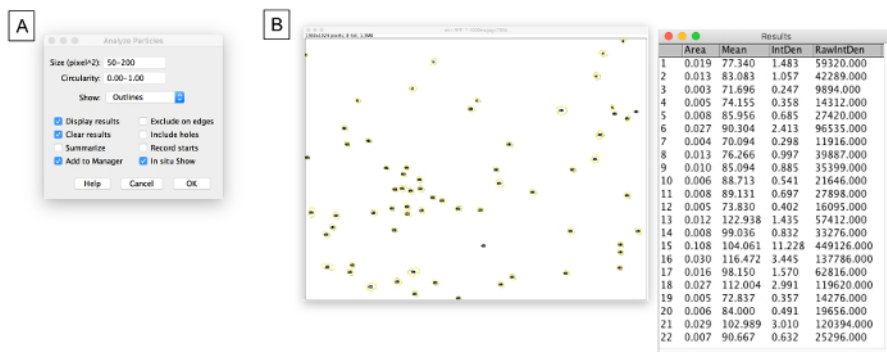 A
Analyze Particles
Size (pixel^2): 50-200
Circularity: 0.00-1.00
Show: Outlines
Display results Exclude on edges
Clear results Include holes
Summarize Record starts
Add to Manager In situ Show
Help Cancel OK
B
Results
Area Mean IntDen RawIntDen
1 0.019 77.340 1.483 59320.000
2 0.013 83.083 1.057 42289.000
3 0.003 71.696 0.247 9894.000
4 0.005 74.155 0.358 14312.000
5 0.008 85.956 0.685 27420.000
6 0.027 90.304 2.413 96535.000
7 0.004 70.094 0.298 11916.000
8 0.013 76.266 0.997 39887.000
9 0.010 85.094 0.885 35399.000
10 0.006 88.713 0.541 21646.000
11 0.008 89.131 0.697 27898.000
12 0.005 73.830 0.402 16095.000
13 0.012 122.938 1.435 57412.000
14 0.008 99.036 0.832 33276.000
15 0.108 104.061 11.228 449126.000
16 0.030 116.472 3.445 137786.000
17 0.016 98.150 1.570 62816.000
18 0.027 112.004 2.991 119620.000
19 0.005 72.837 0.357 14276.000
20 0.006 84.000 0.491 19656.000
21 0.029 102.989 3.010 120394.000
22 0.007 90.667 0.632 25296.000